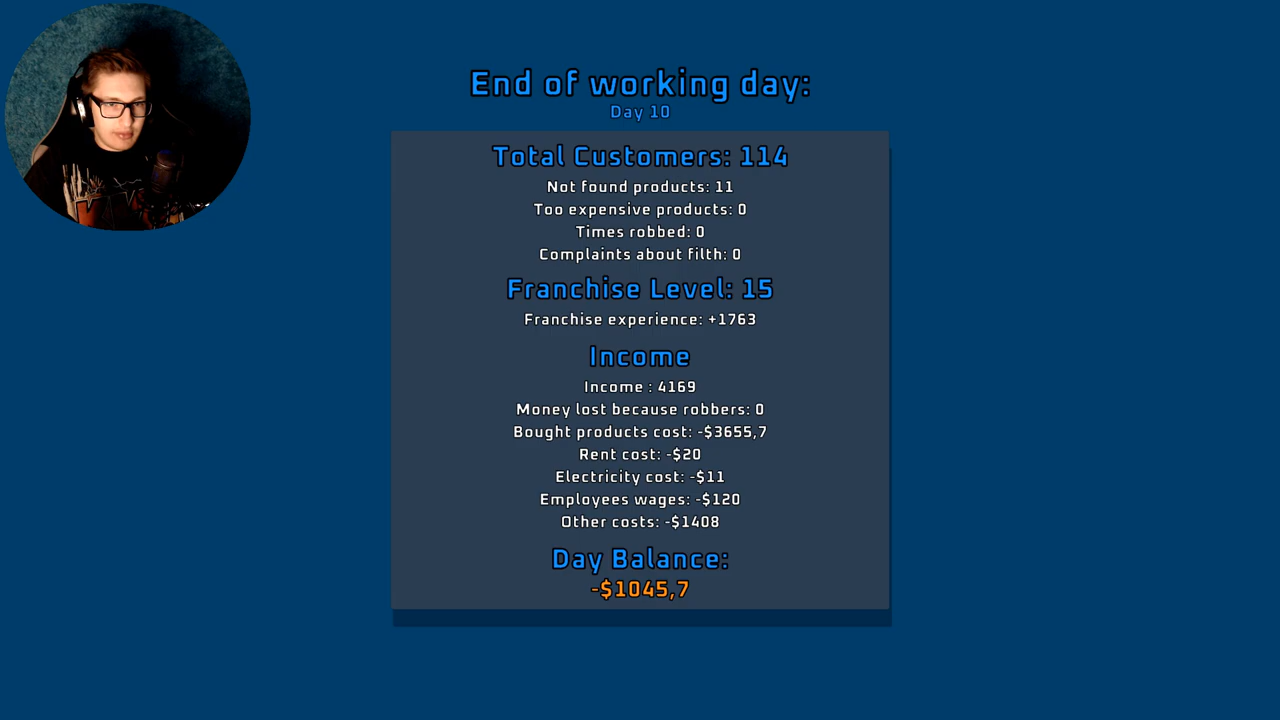 End of working day:
Day 10
Total Customers: 114
Not found products: 11
Too expensive products: 0
Times robbed: 0
Complaints about filth: 0
Franchise Level: 15
Franchise experience: +1763
Income
Income : 4169
Money lost because robbers: 0
Bought products cost: -$3655,7
Rent cost: -$20
Electricity cost: -$11
Employees wages: -$120
Other costs: -$1408
Day Balance:
-$1045,7